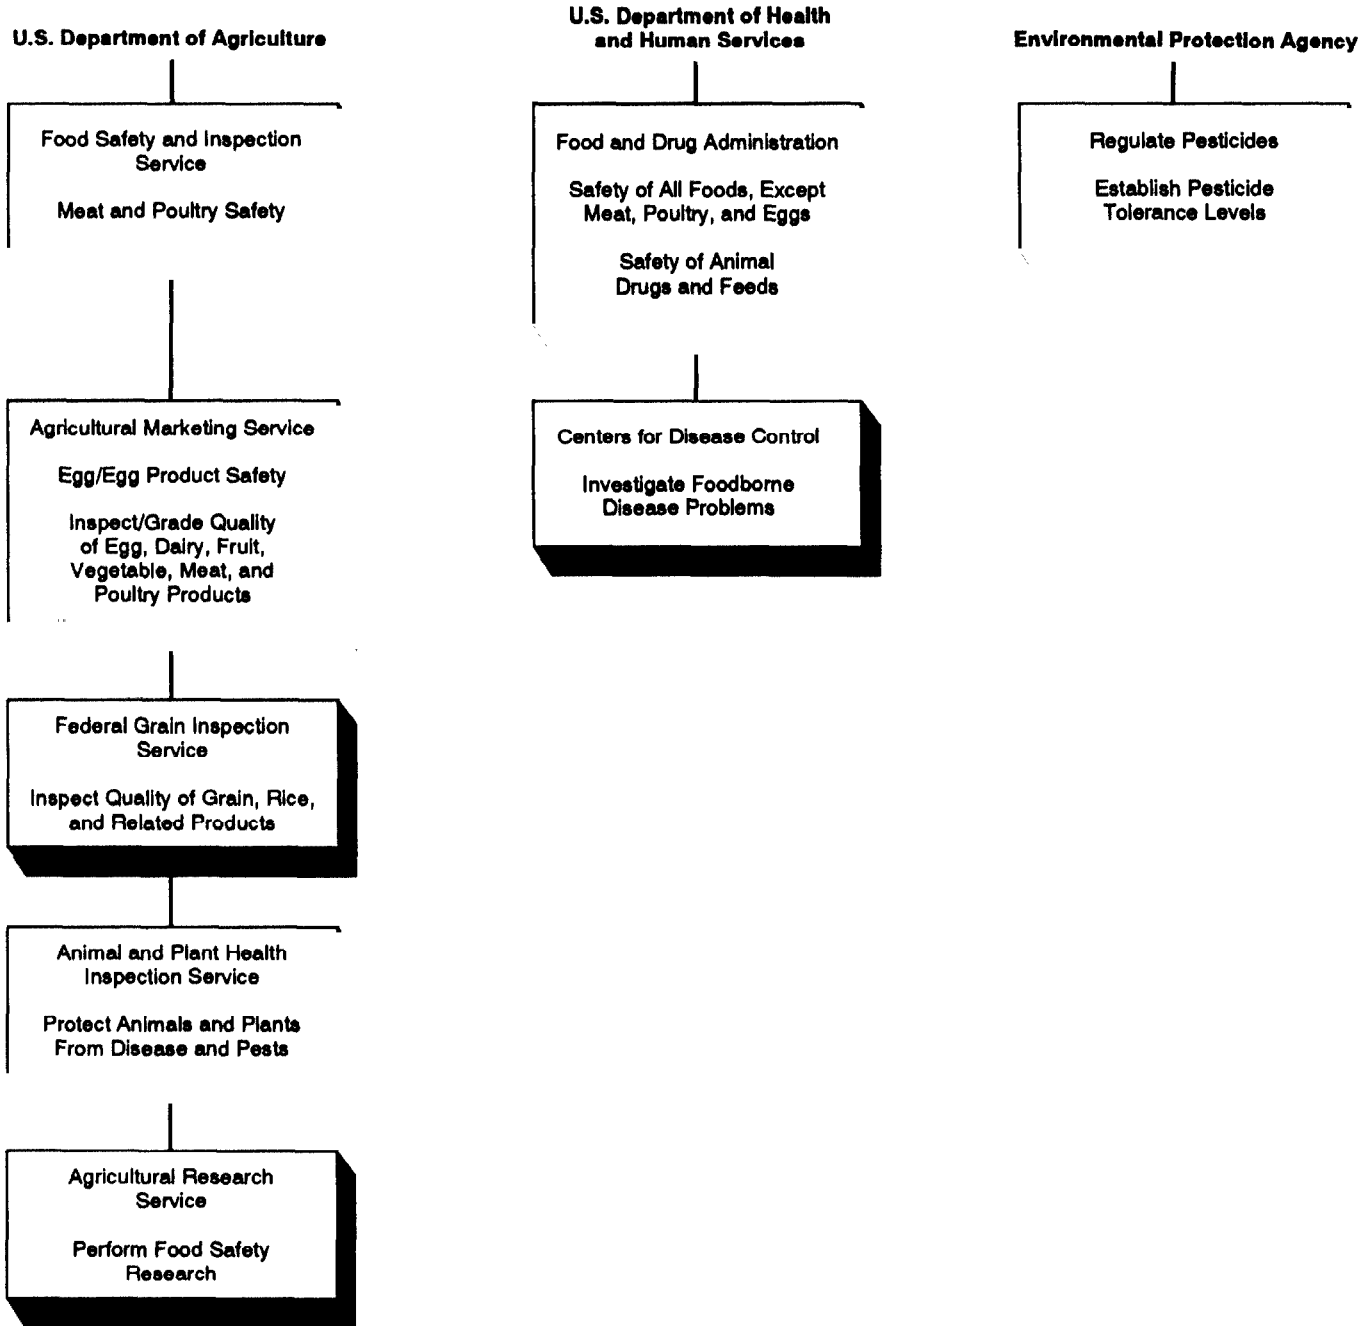 U.S. Department of Agriculture
Food Safety and Inspection
Service
Meat and Poultry Safety
Agricultural Marketing Service
Egg/Egg Product Safety
Inspect/Grade Quality
of Egg, Dairy, Fruit,
Vegetable, Meat, and
Poultry Products
Federal Grain Inspection
Service
Inspect Quality of Grain, Rice,
and Related Products
Animal and Plant Health
Inspection Service
Protect Animals and Plants
From Disease and Pests
Agricultural Research
Service
Perform Food Safety
Research
U.S. Department of Health
and Human Services
Food and Drug Administration
Safety of All Foods, Except
Meat, Poultry, and Eggs
Safety of Animal
Drugs and Feeds
Centers for Disease Control
Investigate Foodborne
Disease Problems
Environmental Protection Agency
Regulate Pesticides
Establish Pesticide
Tolerance Levels